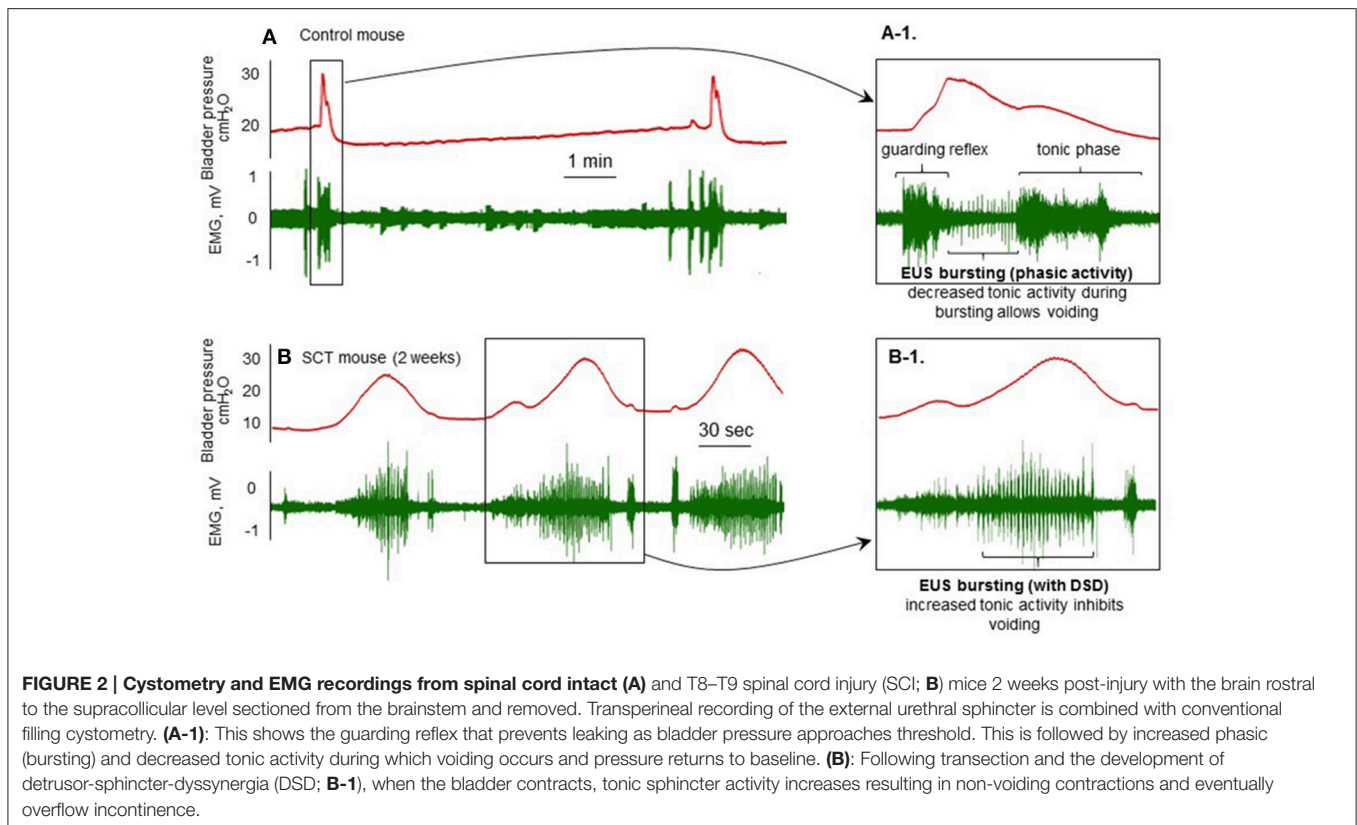 A Control mouse
Bladder pressure
cmH₂O
30
20
1 min
EMG, mV
1
0
-1
A-1.
guarding reflex tonic phase
EUS bursting (phasic activity)
decreased tonic activity during
bursting allows voiding
B SCT mouse (2 weeks)
Bladder pressure
cmH₂O
30
20
10
30 sec
EMG, mV
0
-1
B-1.
EUS bursting (with DSD)
increased tonic activity inhibits
voiding
FIGURE 2 | Cystometry and EMG recordings from spinal cord intact (A) and T8–T9 spinal cord injury (SCI; B) mice 2 weeks post-injury with the brain rostral
to the supracollicular level sectioned from the brainstem and removed. Transperineal recording of the external urethral sphincter is combined with conventional
filling cystometry. (A-1): This shows the guarding reflex that prevents leaking as bladder pressure approaches threshold. This is followed by increased phasic
(bursting) and decreased tonic activity during which voiding occurs and pressure returns to baseline. (B): Following transection and the development of
detrusor-sphincter-dyssynergia (DSD; B-1), when the bladder contracts, tonic sphincter activity increases resulting in non-voiding contractions and eventually
overflow incontinence.